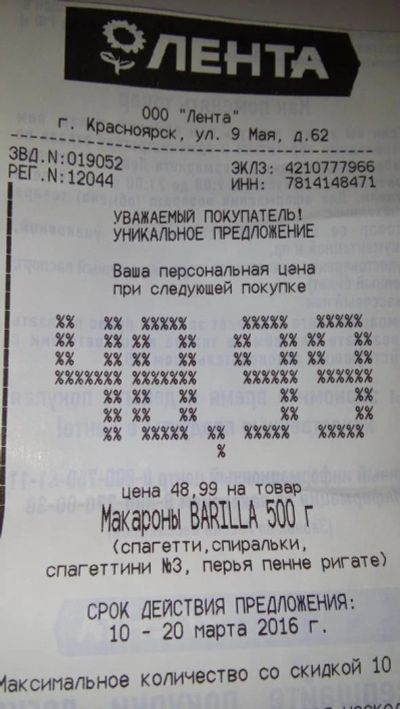 ЛЕНТА
ООО "Лента"
г. Красноярск, ул. 9 Мая, д.62
ЗВД.N:019052 ЭКЛЗ: 4210777966
РЕГ.N:12044 ИНН: 7814148471
УВАЖАЕМЫЙ ПОКУПАТЕЛЬ!
УНИКАЛЬНОЕ ПРЕДЛОЖЕНИЕ
Ваша персональная цена
при следующей покупке
48,99
цена 48,99 на товар
Макароны BARILLA 500 г
(спагетти,спиральки,
спагеттини №3, перья пенне ригате)
СРОК ДЕЙСТВИЯ ПРЕДЛОЖЕНИЯ:
10 - 20 марта 2016 г.
Максимальное количество со скидкой 10